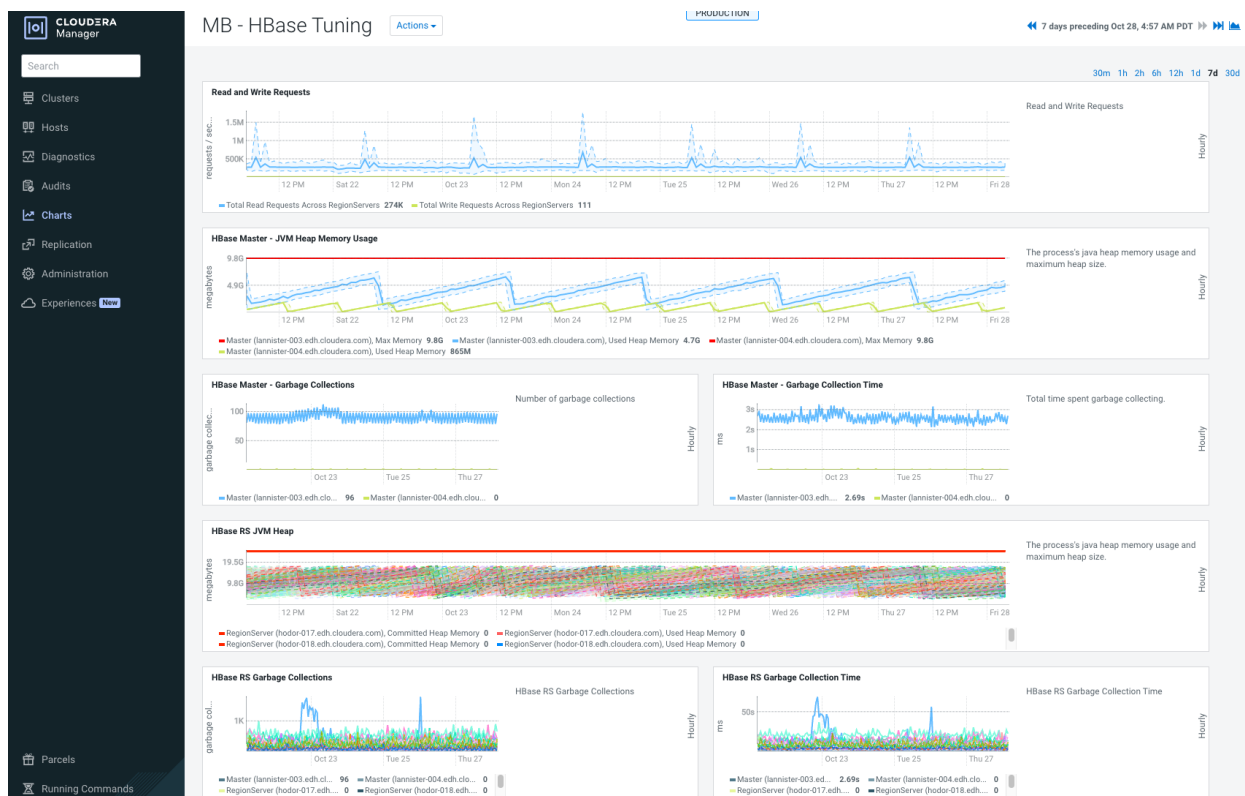 CLOUDERA
Manager
Search
Clusters
Hosts
Diagnostics
Audits
Charts
Replication
Administration
Experiences New
Parcels
Running Commands
MB - HBase Tuning Actions
PRODUCTION
7 days preceding Oct 28, 4:57 AM PDT
30m 1h 2h 6h 12h 1d 7d 30d
Read and Write Requests
Read and Write Requests
requests / sec...
1.5M
1M
500K
12 PM Sat 22 12 PM Oct 23 12 PM Mon 24 12 PM Tue 25 12 PM Wed 26 12 PM Thu 27 12 PM Fri 28
Total Read Requests Across RegionServers 274K Total Write Requests Across RegionServers 111
Hourly
HBase Master - JVM Heap Memory Usage
The process's java heap memory usage and
maximum heap size.
megabytes
9.8G
4.9G
12 PM Sat 22 12 PM Oct 23 12 PM Mon 24 12 PM Tue 25 12 PM Wed 26 12 PM Thu 27 12 PM Fri 28
Master (lannister-003.edh.cloudera.com), Max Memory 9.8G Master (lannister-003.edh.cloudera.com), Used Heap Memory 4.7G Master (lannister-004.edh.cloudera.com), Max Memory 9.8G
Master (lannister-004.edh.cloudera.com), Used Heap Memory 865M
Hourly
HBase Master - Garbage Collections
Number of garbage collections
garbage collec...
100
50
Oct 23 Tue 25 Thu 27
Master (lannister-003.edh.clo... 96 Master (lannister-004.edh.clou... 0
Hourly
HBase Master - Garbage Collection Time
Total time spent garbage collecting.
ms
3s
2s
1s
Oct 23 Tue 25 Thu 27
Master (lannister-003.edh.... 2.69s Master (lannister-004.edh.clou... 0
Hourly
HBase RS JVM Heap
The process's java heap memory usage and
maximum heap size.
megabytes
19.5G
9.8G
12 PM Sat 22 12 PM Oct 23 12 PM Mon 24 12 PM Tue 25 12 PM Wed 26 12 PM Thu 27 12 PM Fri 28
RegionServer (hodor-017.edh.cloudera.com), Committed Heap Memory 0 RegionServer (hodor-017.edh.cloudera.com), Used Heap Memory 0
RegionServer (hodor-018.edh.cloudera.com), Committed Heap Memory 0 RegionServer (hodor-018.edh.cloudera.com), Used Heap Memory 0
Hourly
HBase RS Garbage Collections
HBase RS Garbage Collections
garbage col...
1K
Oct 23 Tue 25 Thu 27
Master (lannister-003.edh.cl... 96 Master (lannister-004.edh.clo... 0
RegionServer (hodor-017.edh.... 0 RegionServer (hodor-018.edh... 0
Hourly
HBase RS Garbage Collection Time
HBase RS Garbage Collection Time
ms
50s
Oct 23 Tue 25 Thu 27
Master (lannister-003.ed... 2.69s Master (lannister-004.edh.clo... 0
RegionServer (hodor-017.edh... 0 RegionServer (hodor-018.edh... 0
Hourly